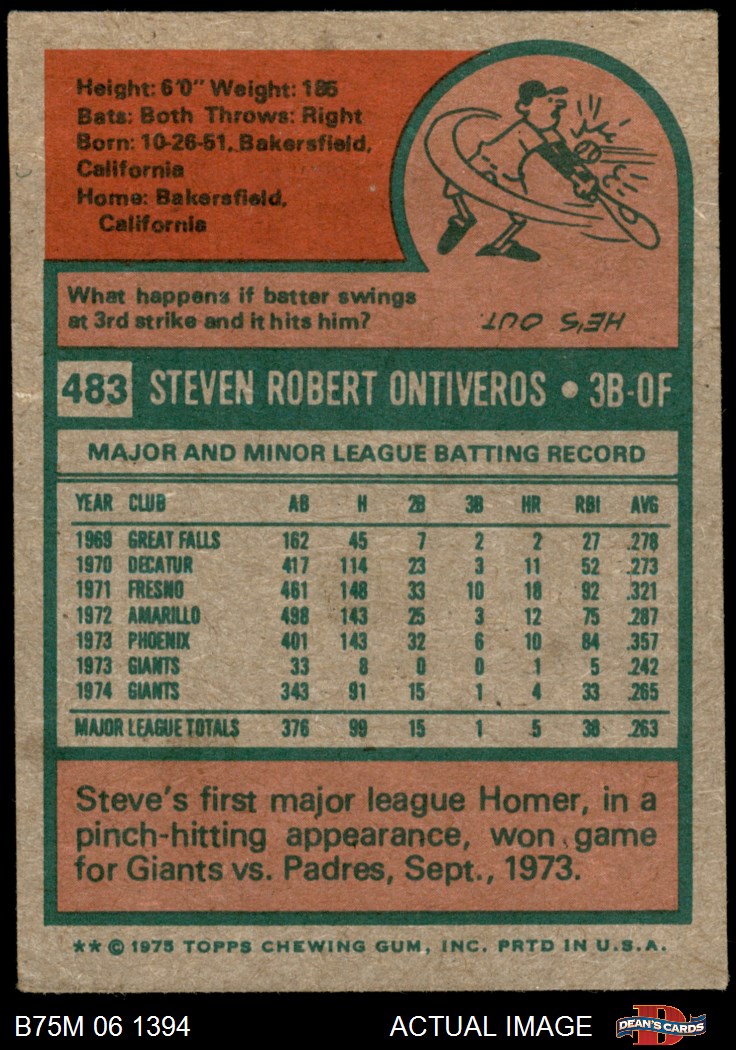 Height: 6'0" Weight: 185
Bats: Both Throws: Right
Born: 10-26-51, Bakersfield,
California
Home: Bakersfield,
California
What happens if batter swings
at 3rd strike and it hits him?
HE'S OUT.
483 STEVEN ROBERT ONTIVEROS • 3B-OF
MAJOR AND MINOR LEAGUE BATTING RECORD
YEAR CLUB AB H 2B 3B HR RBI AVG
1969 GREAT FALLS 162 45 7 2 2 27 .278
1970 DECATUR 417 114 23 3 11 52 .273
1971 FRESNO 461 148 33 10 18 92 .321
1972 AMARILLO 498 143 25 3 12 75 .287
1973 PHOENIX 401 143 32 6 10 84 .357
1973 GIANTS 33 8 0 0 1 5 .242
1974 GIANTS 343 91 15 1 4 33 .265
MAJOR LEAGUE TOTALS 376 99 15 1 5 38 .263
Steve's first major league Homer, in a
pinch-hitting appearance, won game
for Giants vs. Padres, Sept., 1973.
** © 1975 TOPPS CHEWING GUM, INC. PRTD IN U.S.A.
B75M 06 1394 ACTUAL IMAGE DEAN'S CARDS